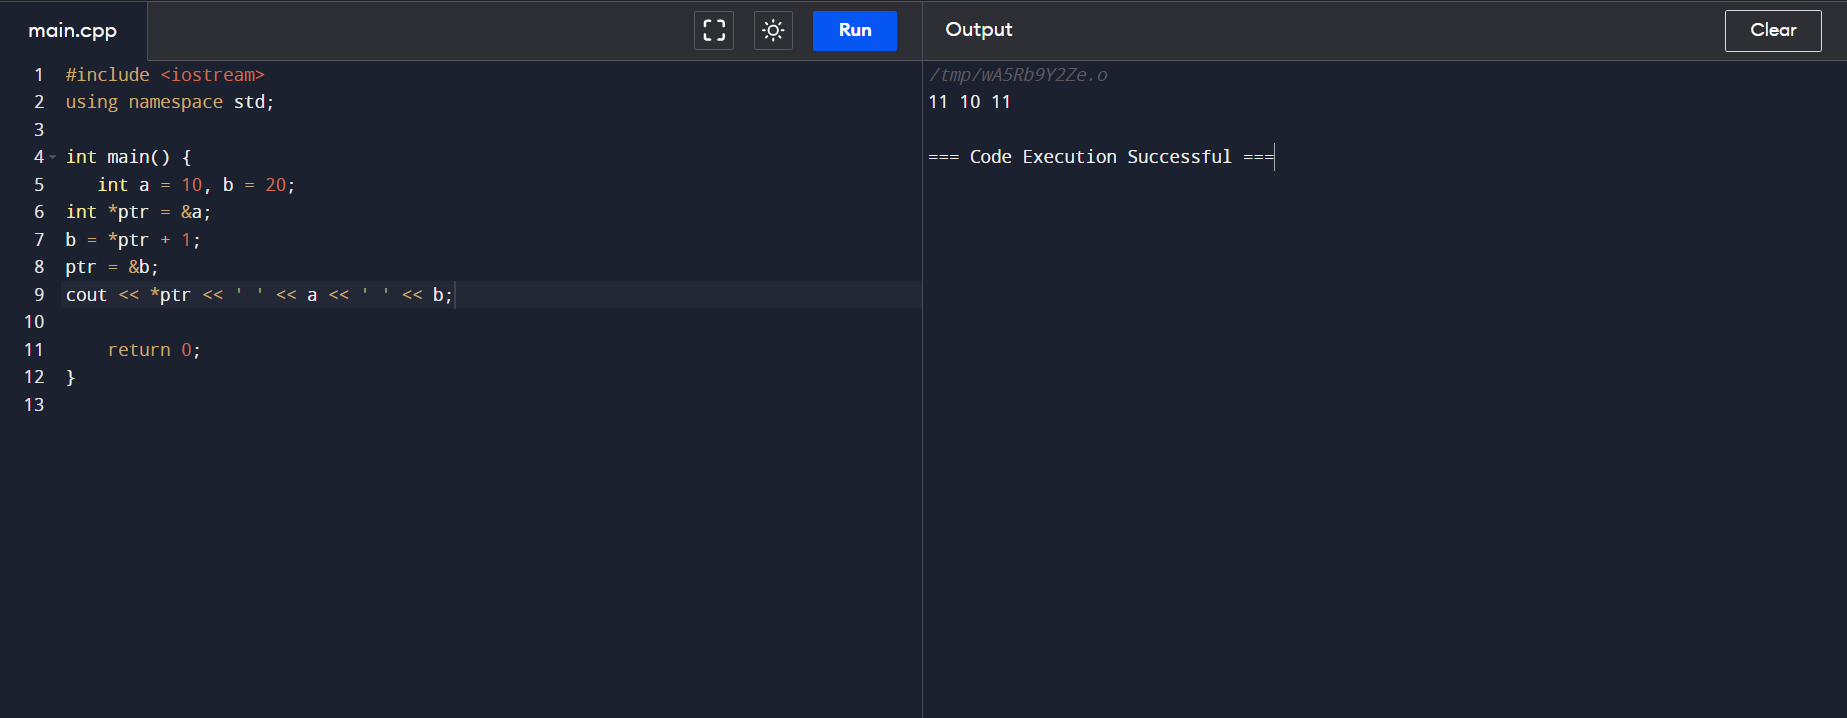 main.cpp
Run
Output
Clear
1 #include <iostream>
2 using namespace std;
3
4 int main() {
5    int a = 10, b = 20;
6 int *ptr = &a;
7 b = *ptr + 1;
8 ptr = &b;
9 cout << *ptr << ' ' << a << ' ' << b;
10
11     return 0;
12 }
13
/tmp/wA5Rb9Y2Ze.o
11 10 11
=== Code Execution Successful ===